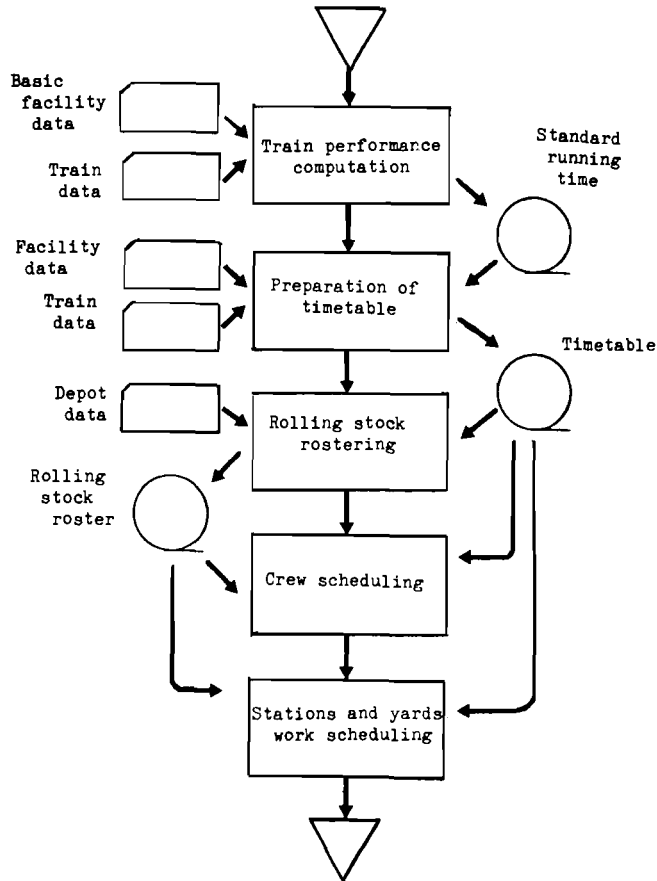 Basic
facility
data
Train performance
computation
Standard
running
time
Train
data
Facility
data
Preparation of
timetable
Train
data
Timetable
Depot
data
Rolling stock
rostering
Rolling
stock
roster
Crew scheduling
Stations and yards
work scheduling